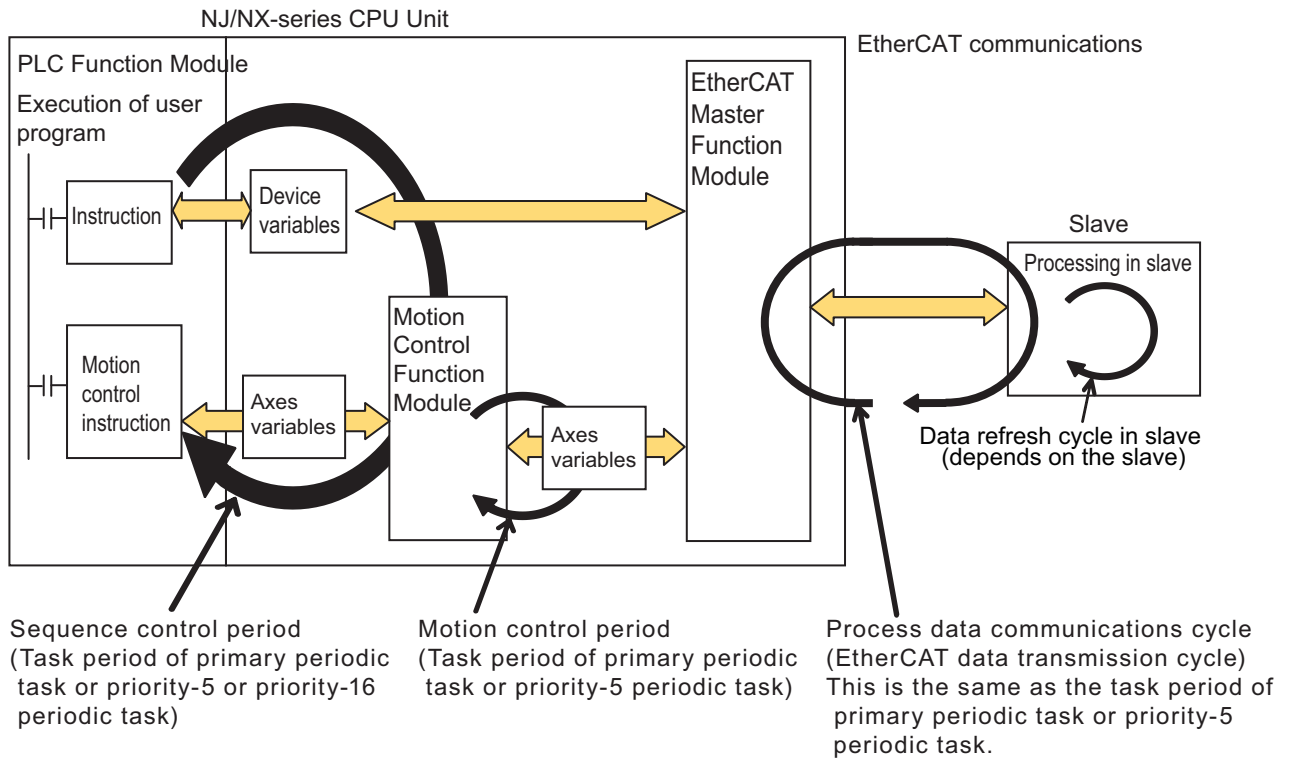 NJ/NX-series CPU Unit
EtherCAT communications
PLC Function Module
Execution of user
program
Instruction
Device
variables
EtherCAT
Master
Function
Module
Slave
Processing in slave
Motion
control
instruction
Axes
variables
Motion
Control
Function
Module
Axes
variables
Data refresh cycle in slave
(depends on the slave)
Sequence control period
(Task period of primary periodic
task or priority-5 or priority-16
periodic task)
Motion control period
(Task period of primary periodic
task or priority-5 periodic task)
Process data communications cycle
(EtherCAT data transmission cycle)
This is the same as the task period of
primary periodic task or priority-5
periodic task.